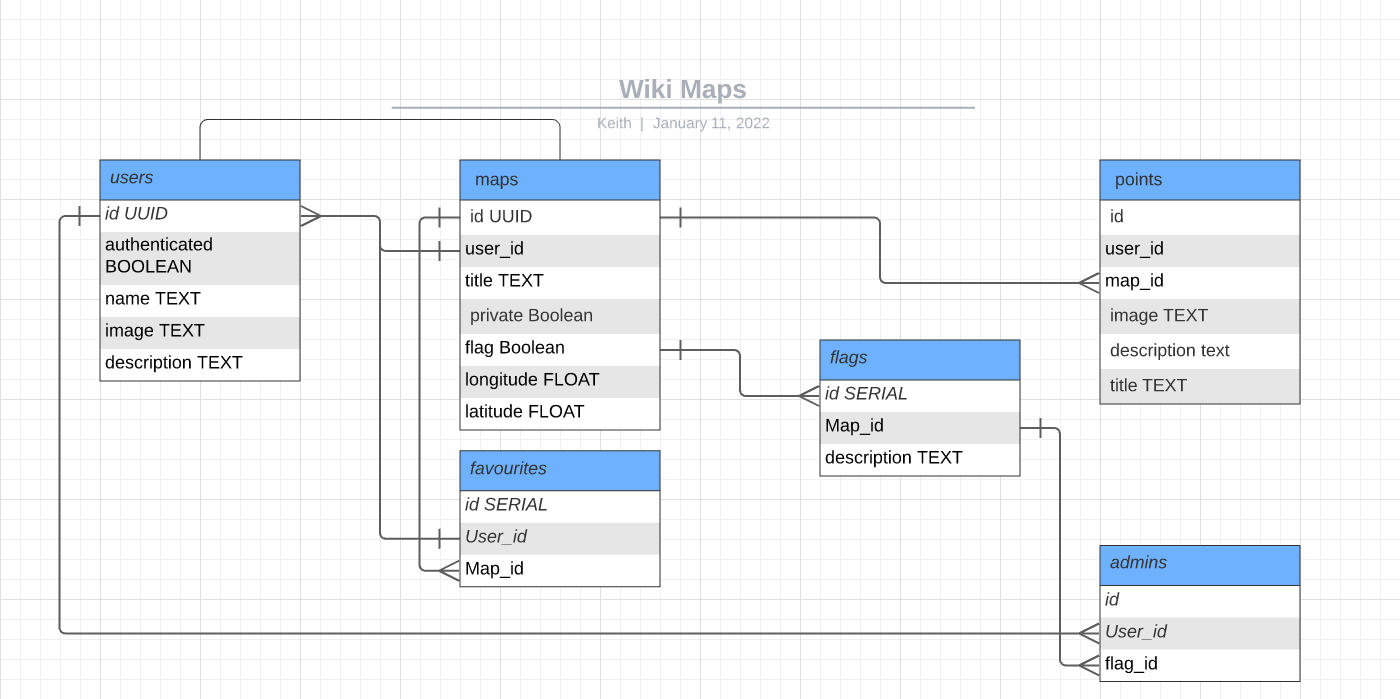 Wiki Maps
Keith | January 11, 2022
users
id UUID
authenticated
BOOLEAN
name TEXT
image TEXT
description TEXT
maps
id UUID
user_id
title TEXT
private Boolean
flag Boolean
longitude FLOAT
latitude FLOAT
favourites
id SERIAL
User_id
Map_id
flags
id SERIAL
Map_id
description TEXT
points
id
user_id
map_id
image TEXT
description text
title TEXT
admins
id
User_id
flag_id